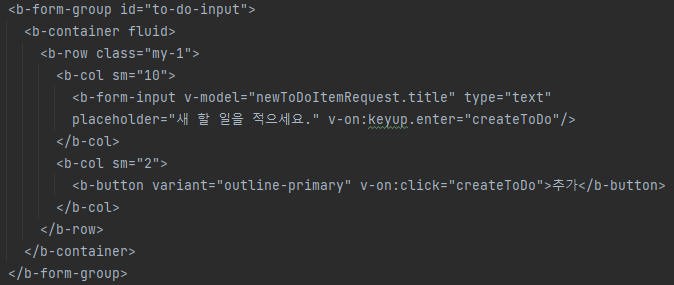 <b-form-group id="to-do-input">
  <b-container fluid>
    <b-row class="my-1">
      <b-col sm="10">
        <b-form-input v-model="newToDoItemRequest.title" type="text"
        placeholder="새 할 일을 적으세요." v-on:keyup.enter="createToDo"/>
      </b-col>
      <b-col sm="2">
        <b-button variant="outline-primary" v-on:click="createToDo">추가</b-button>
      </b-col>
    </b-row>
  </b-container>
</b-form-group>